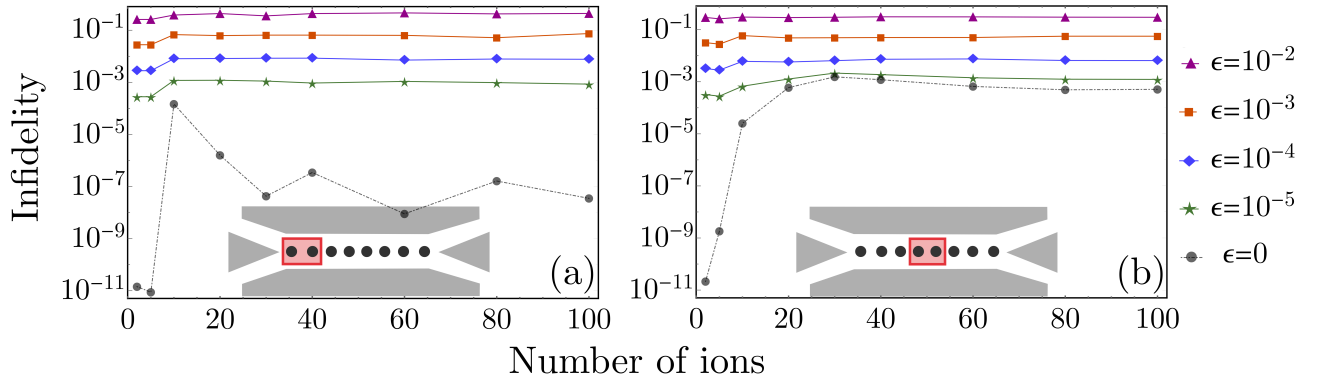 Infidelity
10⁻¹
10⁻³
10⁻⁵
10⁻⁷
10⁻⁹
10⁻¹¹
0 20 40 60 80 100
(a)
10⁻¹
10⁻³
10⁻⁵
10⁻⁷
10⁻⁹
10⁻¹¹
0 20 40 60 80 100
(b)
Number of ions
ϵ=10⁻²
ϵ=10⁻³
ϵ=10⁻⁴
ϵ=10⁻⁵
ϵ=0